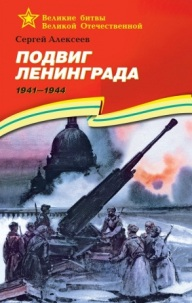 Великие битвы
Великой Отечественной
Сергей Алексеев
ПОДВИГ
ЛЕНИНГРАДА
1941–1944